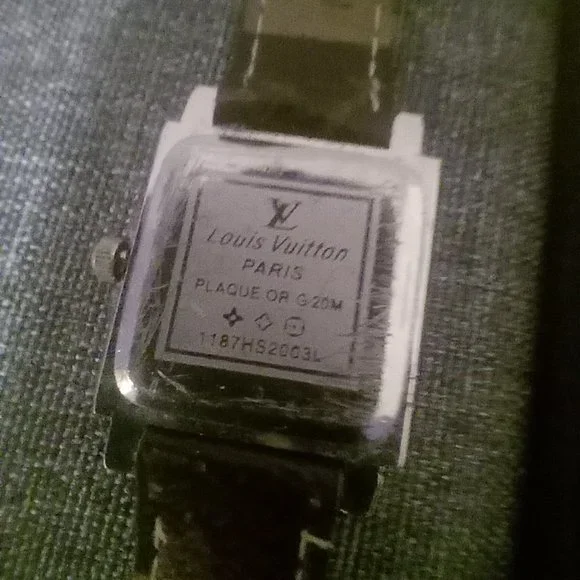 LV
Louis Vuitton
PARIS
PLAQUE OR G·20M
1187HS2003L